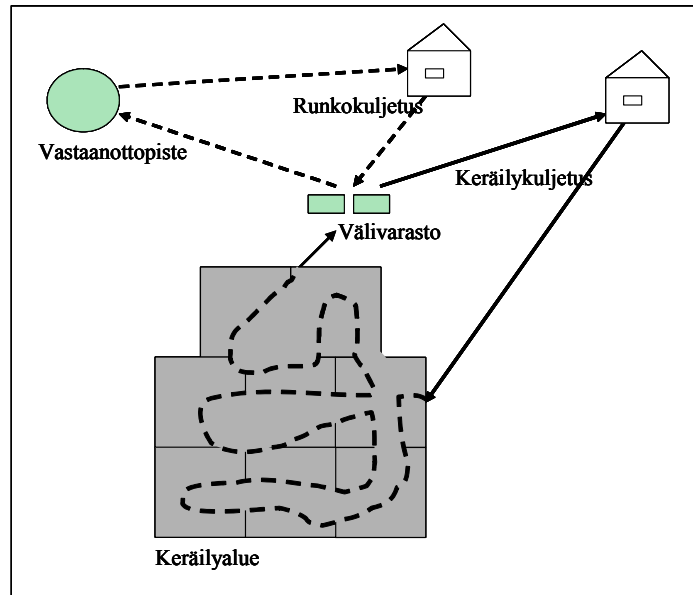 Runkokuljetus
Vastaanottopiste
Keräilykuljetus
Välivarasto
Keräilyalue